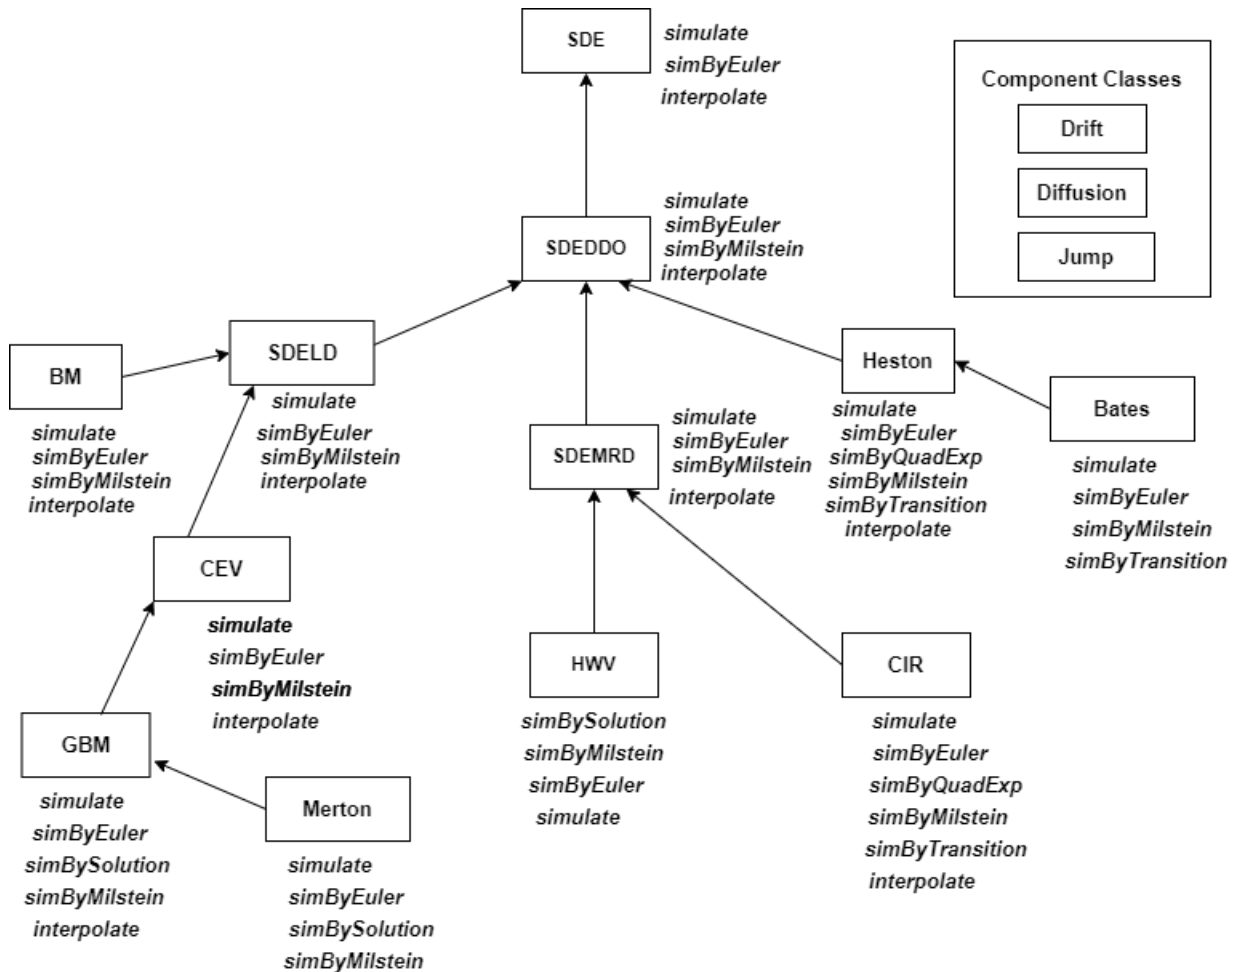 SDE
simulate
simByEuler
interpolate
Component Classes
Drift
Diffusion
Jump
SDEDDO
simulate
simByEuler
simByMilstein
interpolate
BM
simulate
simByEuler
simByMilstein
interpolate
SDELD
simulate
simByEuler
simByMilstein
interpolate
SDEMRD
simulate
simByEuler
simByMilstein
interpolate
Heston
simulate
simByEuler
simByQuadExp
simByMilstein
simByTransition
interpolate
Bates
simulate
simByEuler
simByMilstein
simByTransition
CEV
simulate
simByEuler
simByMilstein
interpolate
GBM
simulate
simByEuler
simBySolution
simByMilstein
interpolate
Merton
simulate
simByEuler
simBySolution
simByMilstein
HWV
simBySolution
simByMilstein
simByEuler
simulate
CIR
simulate
simByEuler
simByQuadExp
simByMilstein
simByTransition
interpolate